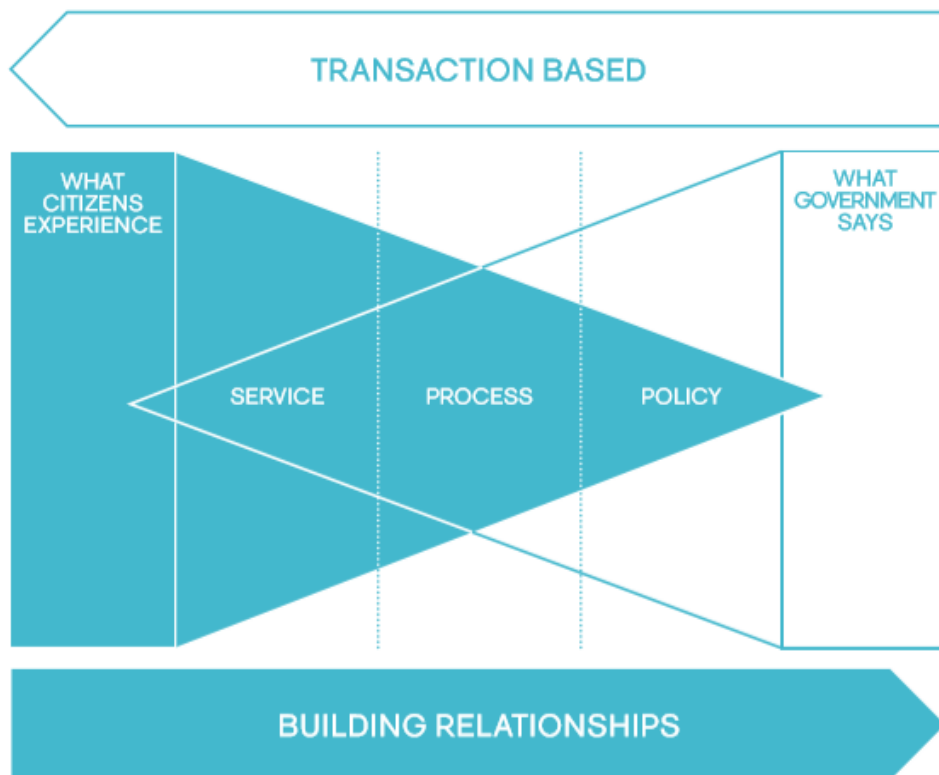 TRANSACTION BASED
WHAT
CITIZENS
EXPERIENCE
WHAT
GOVERNMENT
SAYS
SERVICE
PROCESS
POLICY
BUILDING RELATIONSHIPS